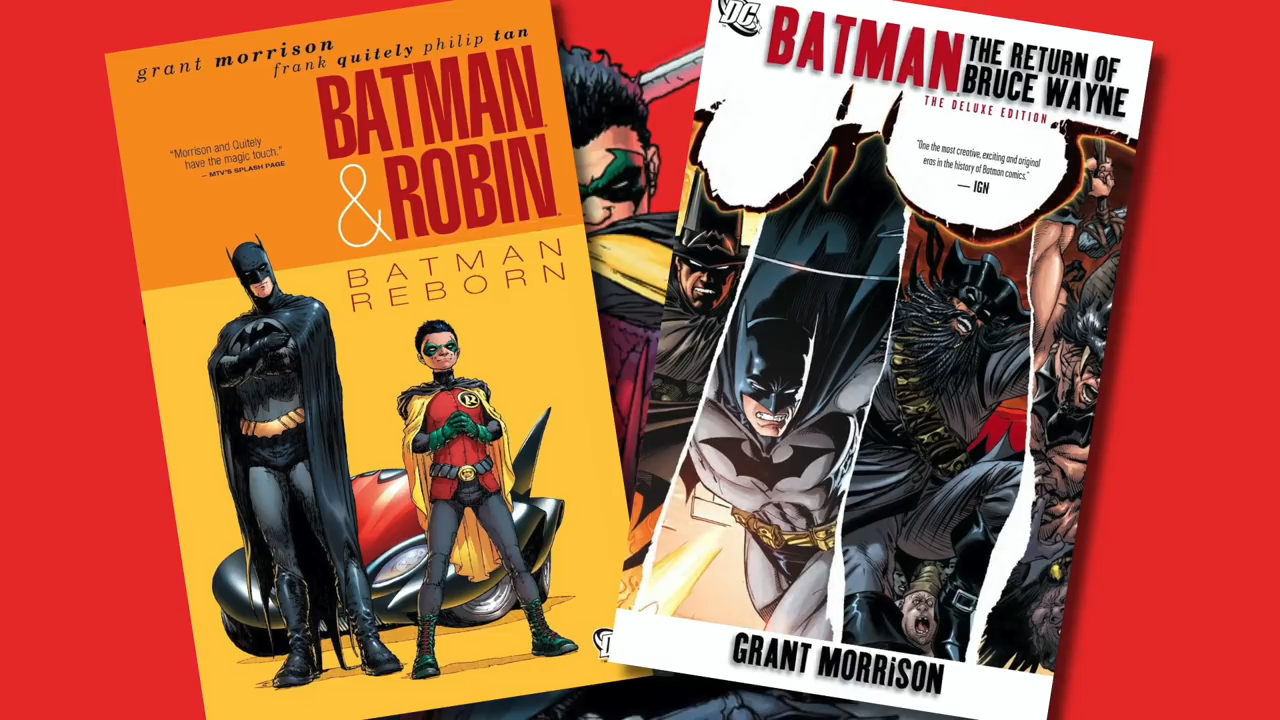 grant morrison
frank quitely philip tan
BATMAN
& ROBIN
"Morrison and Quitely
have the magic touch."
— MTV'S SPLASH PAGE
BATMAN
REBORN
R
DC
BATMAN
THE RETURN OF
BRUCE WAYNE
THE DELUXE EDITION
"One the most creative, exciting and original
eras in the history of Batman comics."
— IGN
GRANT MORRiSON